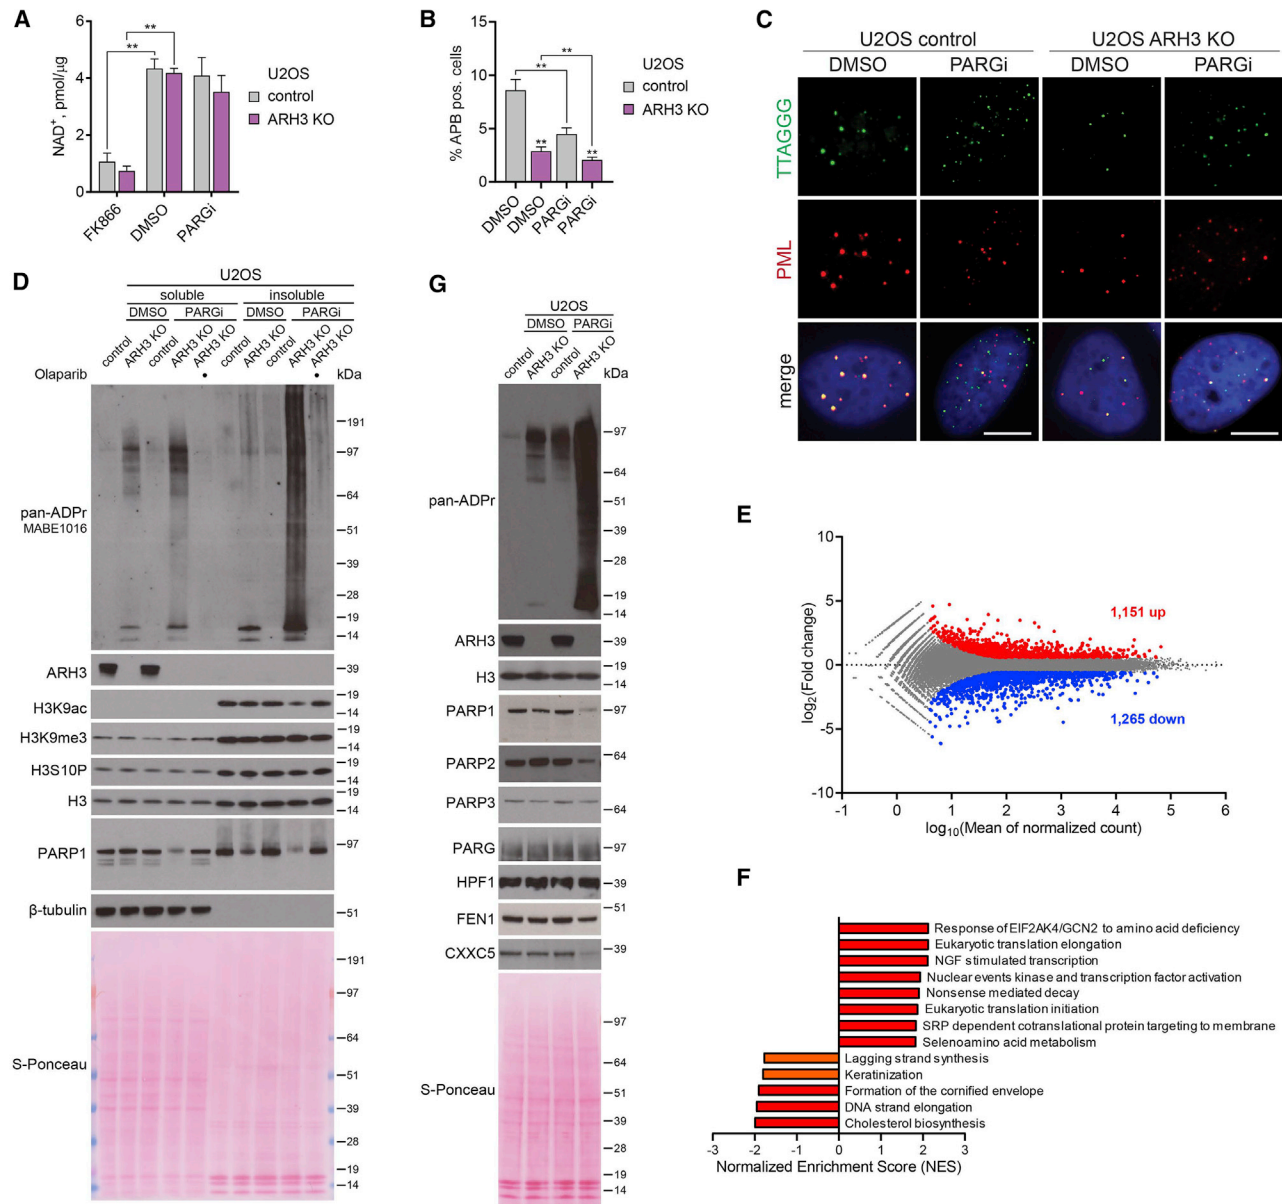 A
6
4
2
0
NAD+, pmol/µg
**
**
FK866
DMSO
PARGi
U2OS
control
ARH3 KO
B
15
10
5
0
% APB pos. cells
**
**
**
**
DMSO
DMSO
PARGi
PARGi
U2OS
control
ARH3 KO
C
U2OS control
U2OS ARH3 KO
DMSO
PARGi
DMSO
PARGi
TTAGGG
PML
merge
D
U2OS
soluble
insoluble
DMSO
PARGi
DMSO
PARGi
control
ARH3 KO
control
ARH3 KO
ARH3 KO
control
ARH3 KO
control
ARH3 KO
ARH3 KO
Olaparib
•
•
kDa
pan-ADPr
MABE1016
191
97
64
51
39
28
19
14
ARH3
39
H3K9ac
19
14
H3K9me3
19
14
H3S10P
19
14
H3
19
14
PARP1
97
β-tubulin
51
S-Ponceau
191
97
64
51
39
28
19
14
G
U2OS
DMSO
PARGi
control
ARH3 KO
control
ARH3 KO
kDa
pan-ADPr
97
64
51
39
28
19
14
ARH3
39
H3
19
14
PARP1
97
PARP2
64
PARP3
64
PARG
97
HPF1
39
FEN1
51
CXXC5
39
S-Ponceau
97
64
51
39
28
19
14
E
10
5
0
-5
-10
log2(Fold change)
1,151 up
1,265 down
-1
0
1
2
3
4
5
6
log10(Mean of normalized count)
F
Response of EIF2AK4/GCN2 to amino acid deficiency
Eukaryotic translation elongation
NGF stimulated transcription
Nuclear events kinase and transcription factor activation
Nonsense mediated decay
Eukaryotic translation initiation
SRP dependent cotranslational protein targeting to membrane
Selenoamino acid metabolism
Lagging strand synthesis
Keratinization
Formation of the cornified envelope
DNA strand elongation
Cholesterol biosynthesis
-3
-2
-1
0
1
2
3
Normalized Enrichment Score (NES)